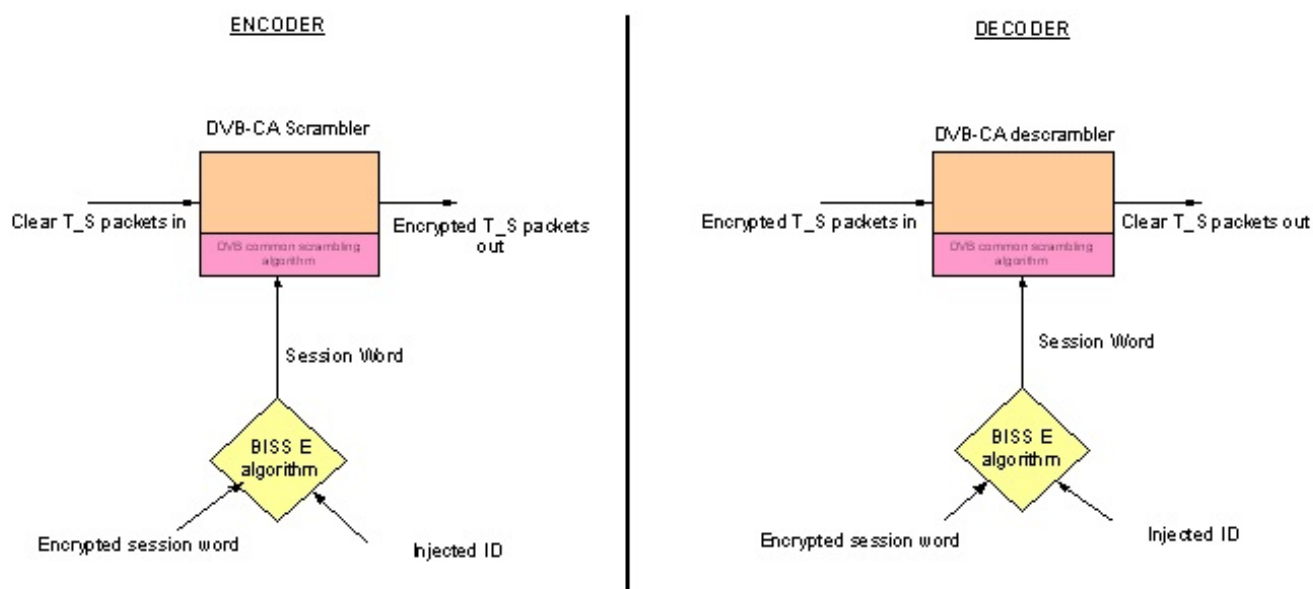 ENCODER
DVB-CA Scrambler
Clear T_S packets in
Encrypted T_S packets
out
DVB common scrambling
algorithm
Session Word
BISS E
algorithm
Encrypted session word
Injected ID
DECODER
DVB-CA descrambler
Encrypted T_S packets in
Clear T_S packets out
DVB common scrambling
algorithm
Session Word
BISS E
algorithm
Encrypted session word
Injected ID